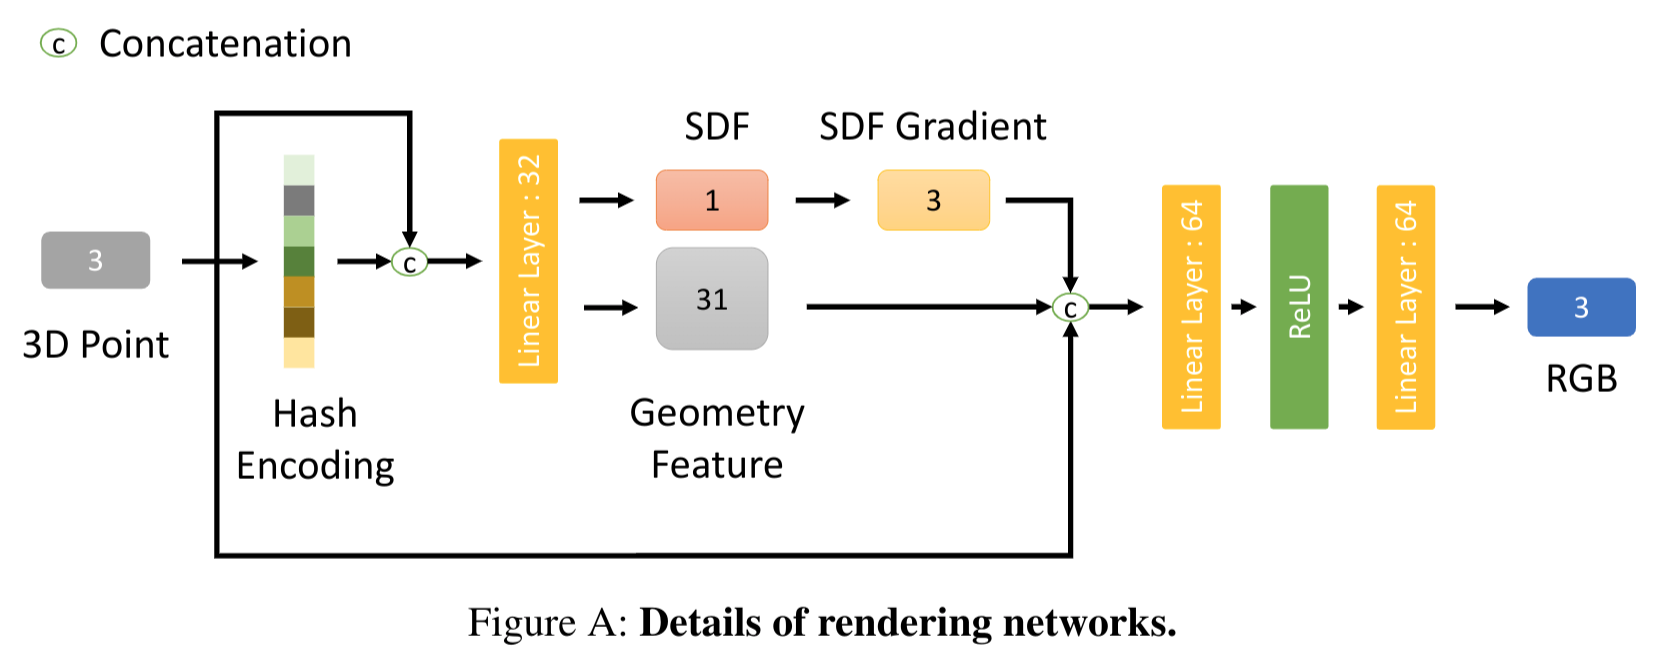 c Concatenation
SDF
SDF Gradient
3
3D Point
Hash
Encoding
c
Linear Layer : 32
1
3
31
Geometry
Feature
c
Linear Layer : 64
ReLU
Linear Layer : 64
3
RGB
Figure A: Details of rendering networks.